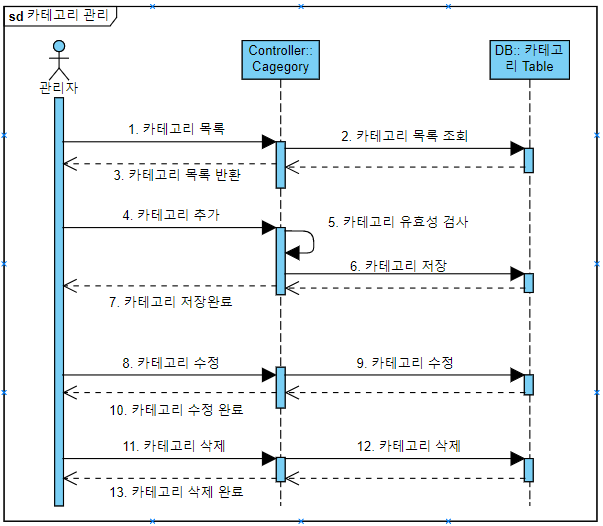 sd 카테고리 관리
관리자
Controller::
Cagegory
DB:: 카테고
리 Table
1. 카테고리 목록
2. 카테고리 목록 조회
3. 카테고리 목록 반환
4. 카테고리 추가
5. 카테고리 유효성 검사
6. 카테고리 저장
7. 카테고리 저장완료
8. 카테고리 수정
9. 카테고리 수정
10. 카테고리 수정 완료
11. 카테고리 삭제
12. 카테고리 삭제
13. 카테고리 삭제 완료